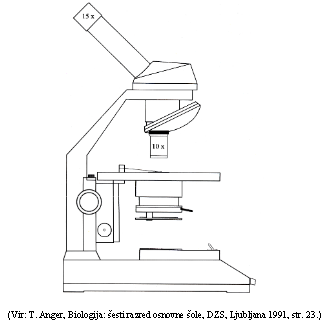 15 x
10 x
(Vir: T. Anger, Biologija: šesti razred osnovne šole, DZS, Ljubljana 1991, str. 23.)